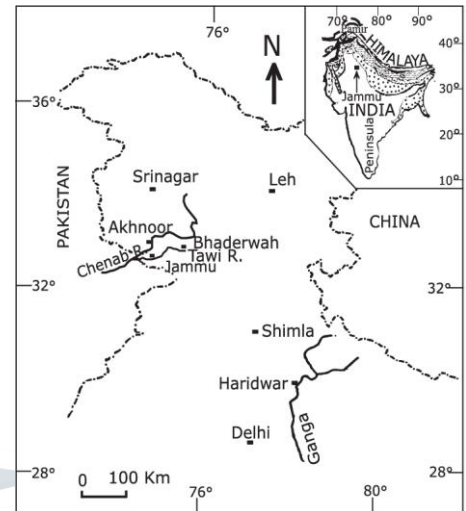 76°
N
36°
70° 80° 90°
Pamir
HIMALAYA
40°
30°
Jammu
INDIA
Peninsula
20°
10°
PAKISTAN
Srinagar
Leh
CHINA
Akhnoor
Chenab R.
Bhaderwah
Tawi R.
Jammu
32°
32°
Shimla
Haridwar
Ganga
Delhi
28°
28°
0 100 Km
76°
80°